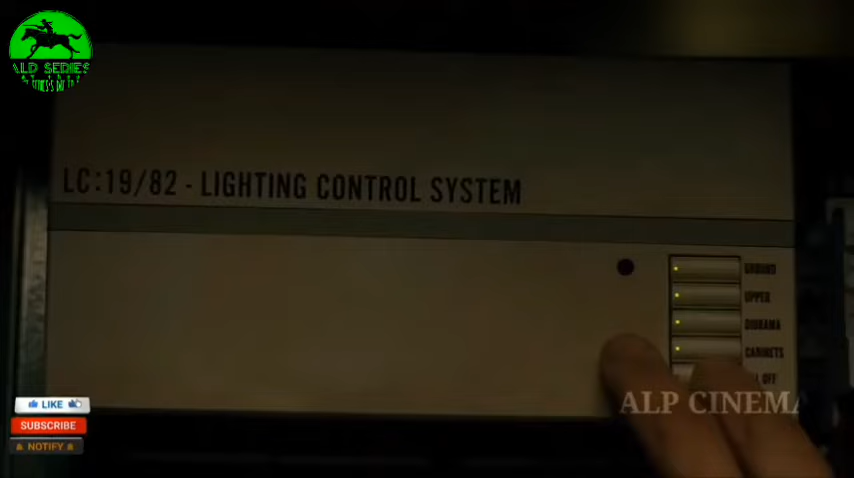 ALP SERIES
LC:19/82 - LIGHTING CONTROL SYSTEM
GROUND
UPPER
DIORAMA
CABINETS
OFF
ALP CINEMA
LIKE
SUBSCRIBE
NOTIFY